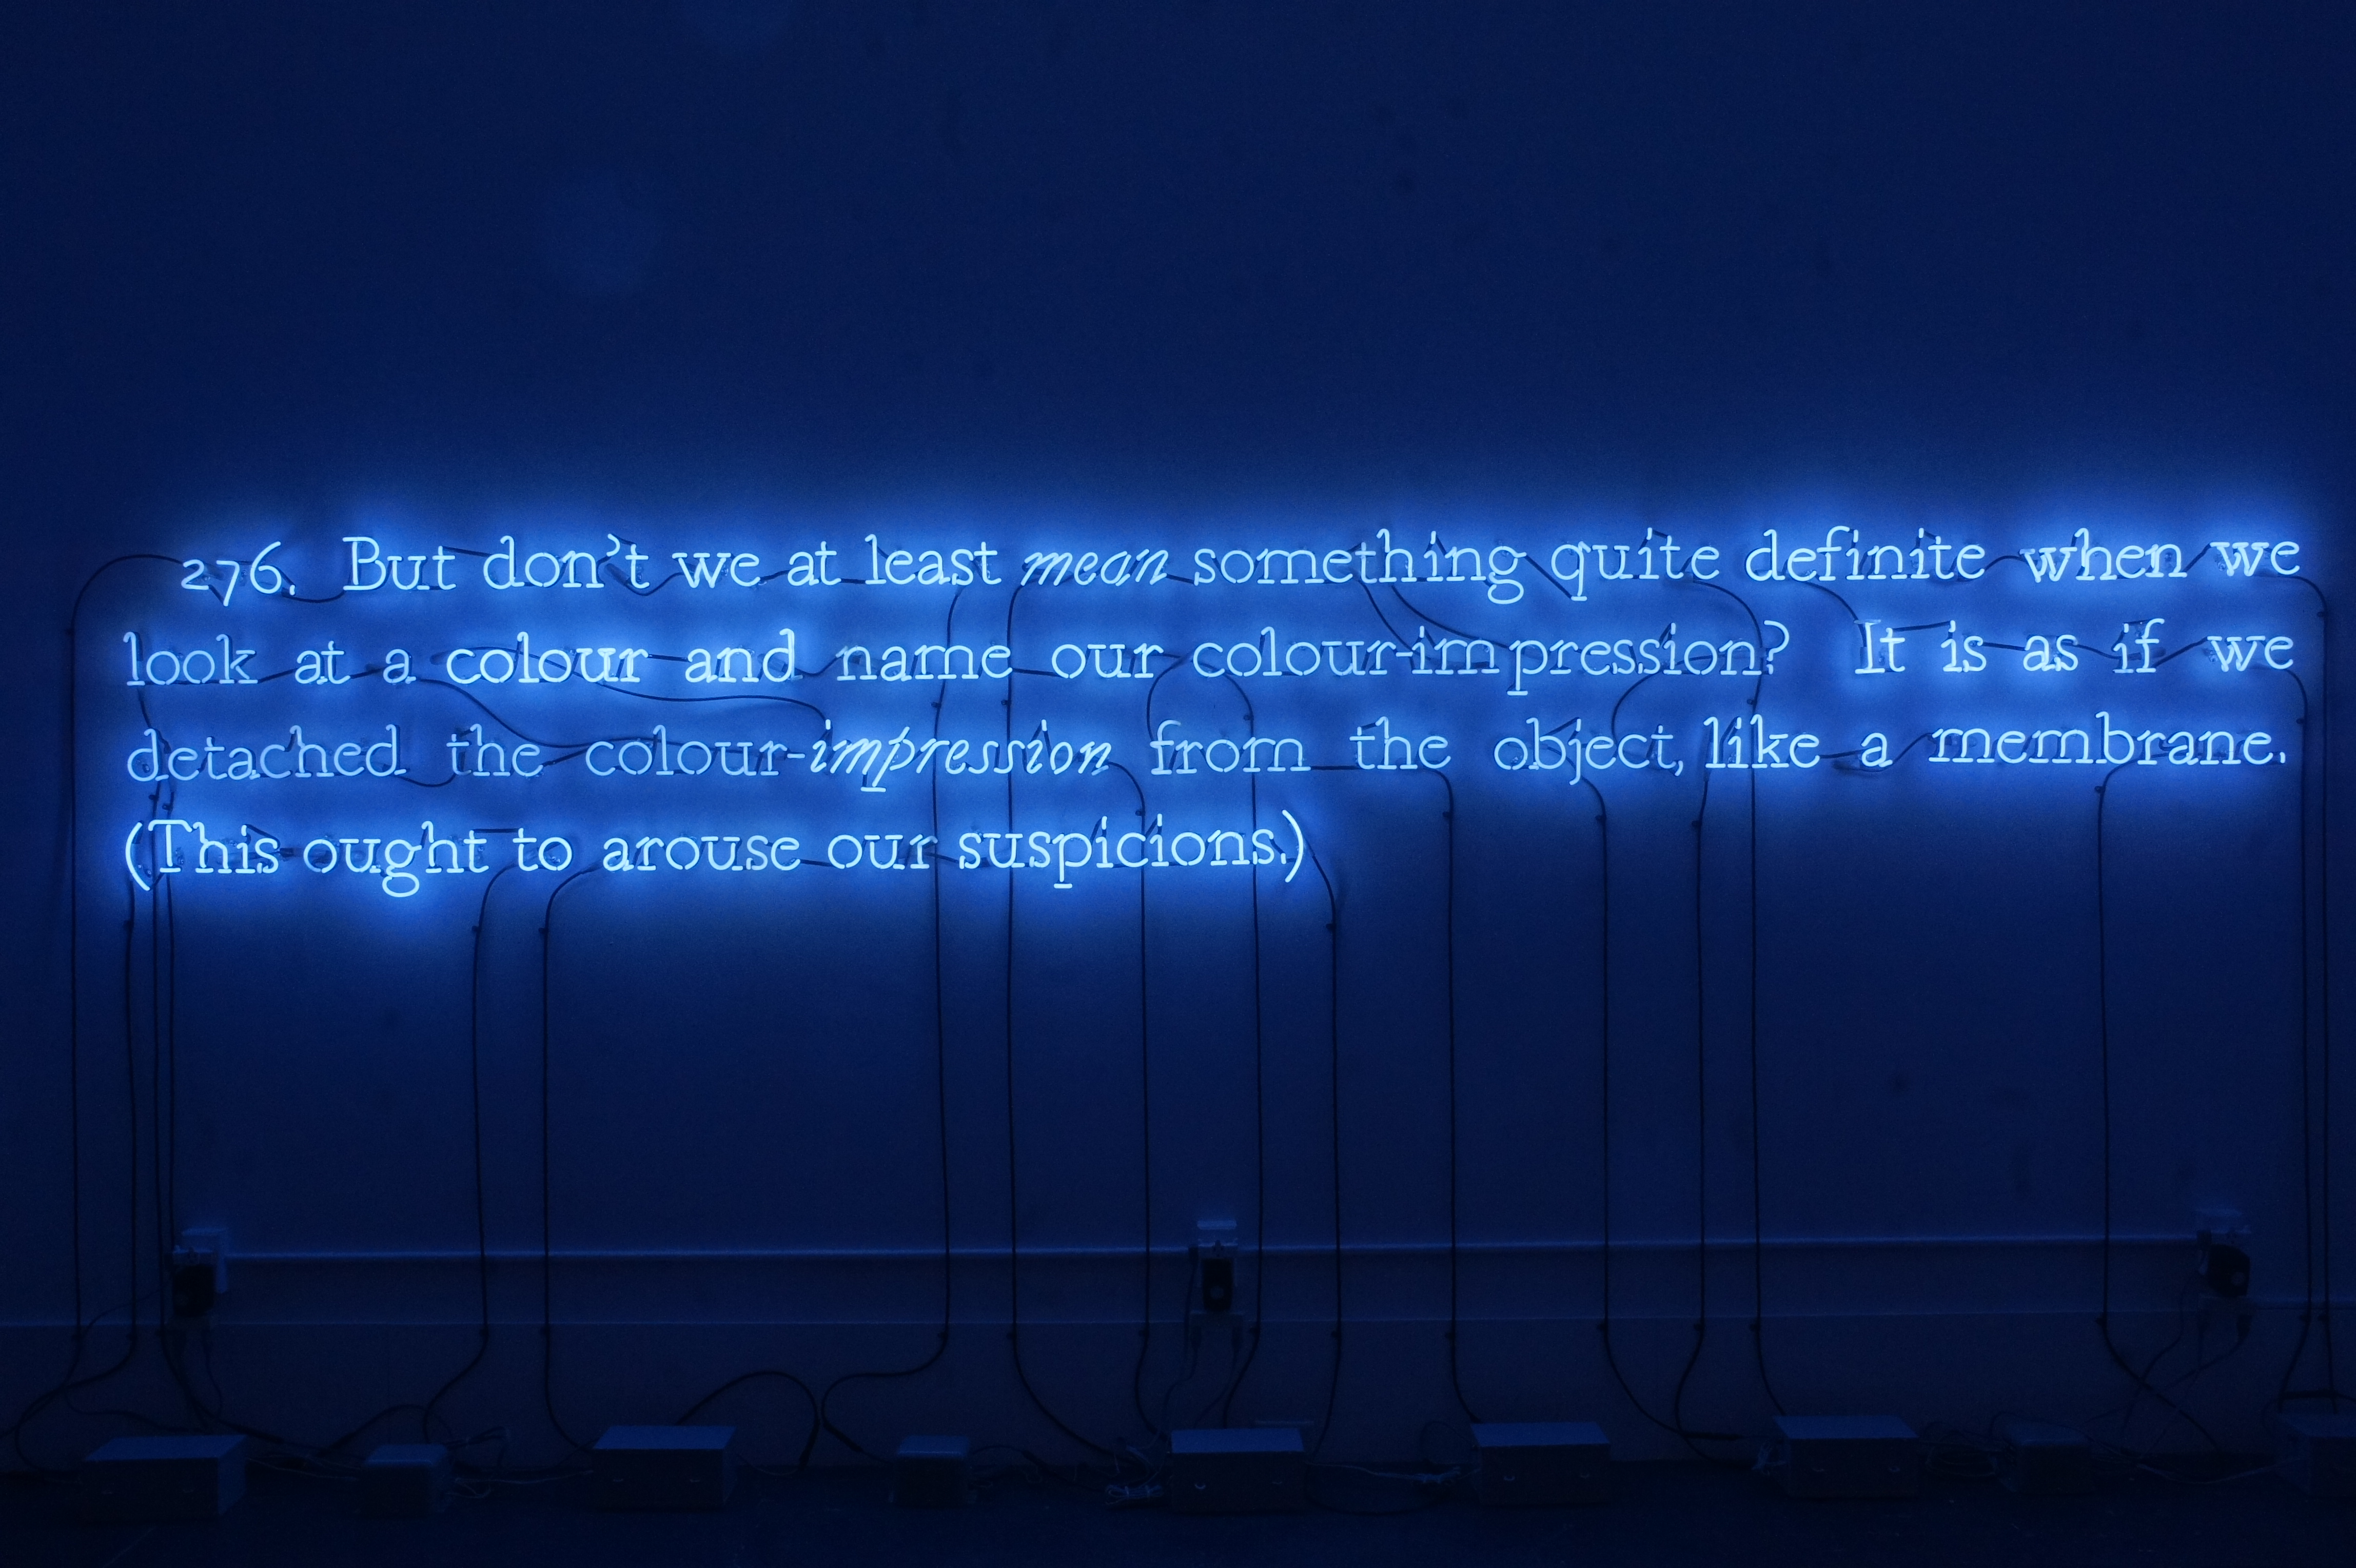 276. But don't we at least mean something quite definite when we
look at a colour and name our colour-impression? It is as if we
detached the colour-impression from the object, like a membrane.
(This ought to arouse our suspicions.)